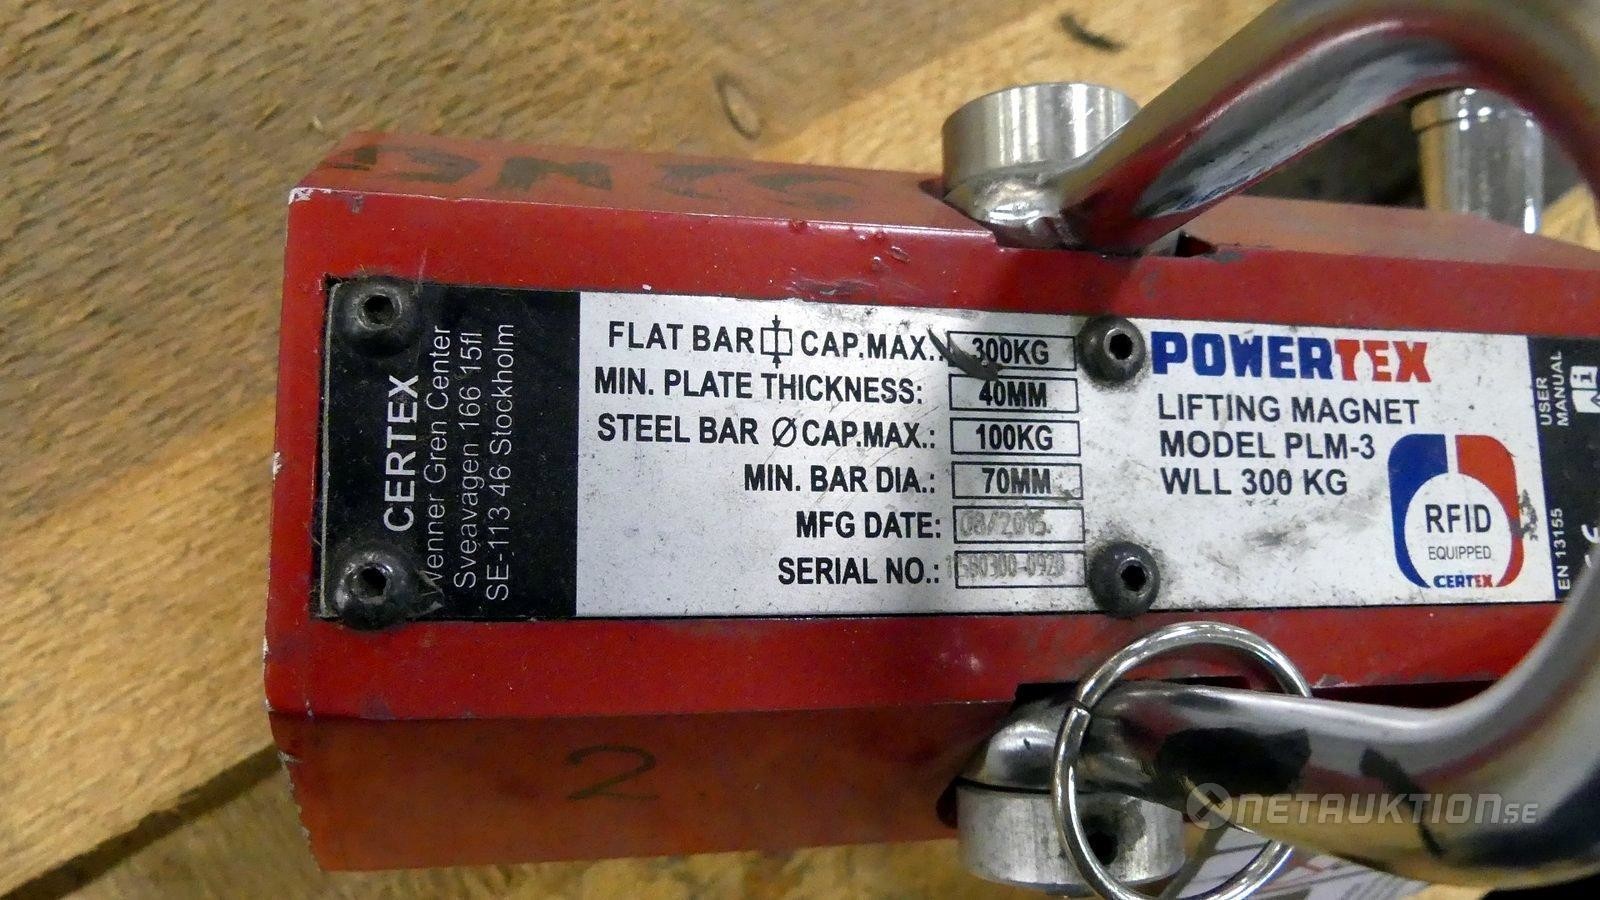 CERTEX
Wenner Gren Center
Sveavagen 166 15fl
SE-113 46 Stockholm
FLAT BAR CAP.MAX.: 300KG
MIN. PLATE THICKNESS: 40MM
STEEL BAR Ø CAP.MAX.: 100KG
MIN. BAR DIA.: 70MM
MFG DATE: 08/2015
SERIAL NO.:
POWERTEX
LIFTING MAGNET
MODEL PLM-3
WLL 300 KG
RFID
EQUIPPED
CERTEX
USER
MANUAL
EN 13155
CE
2
NETAUKTION.SE